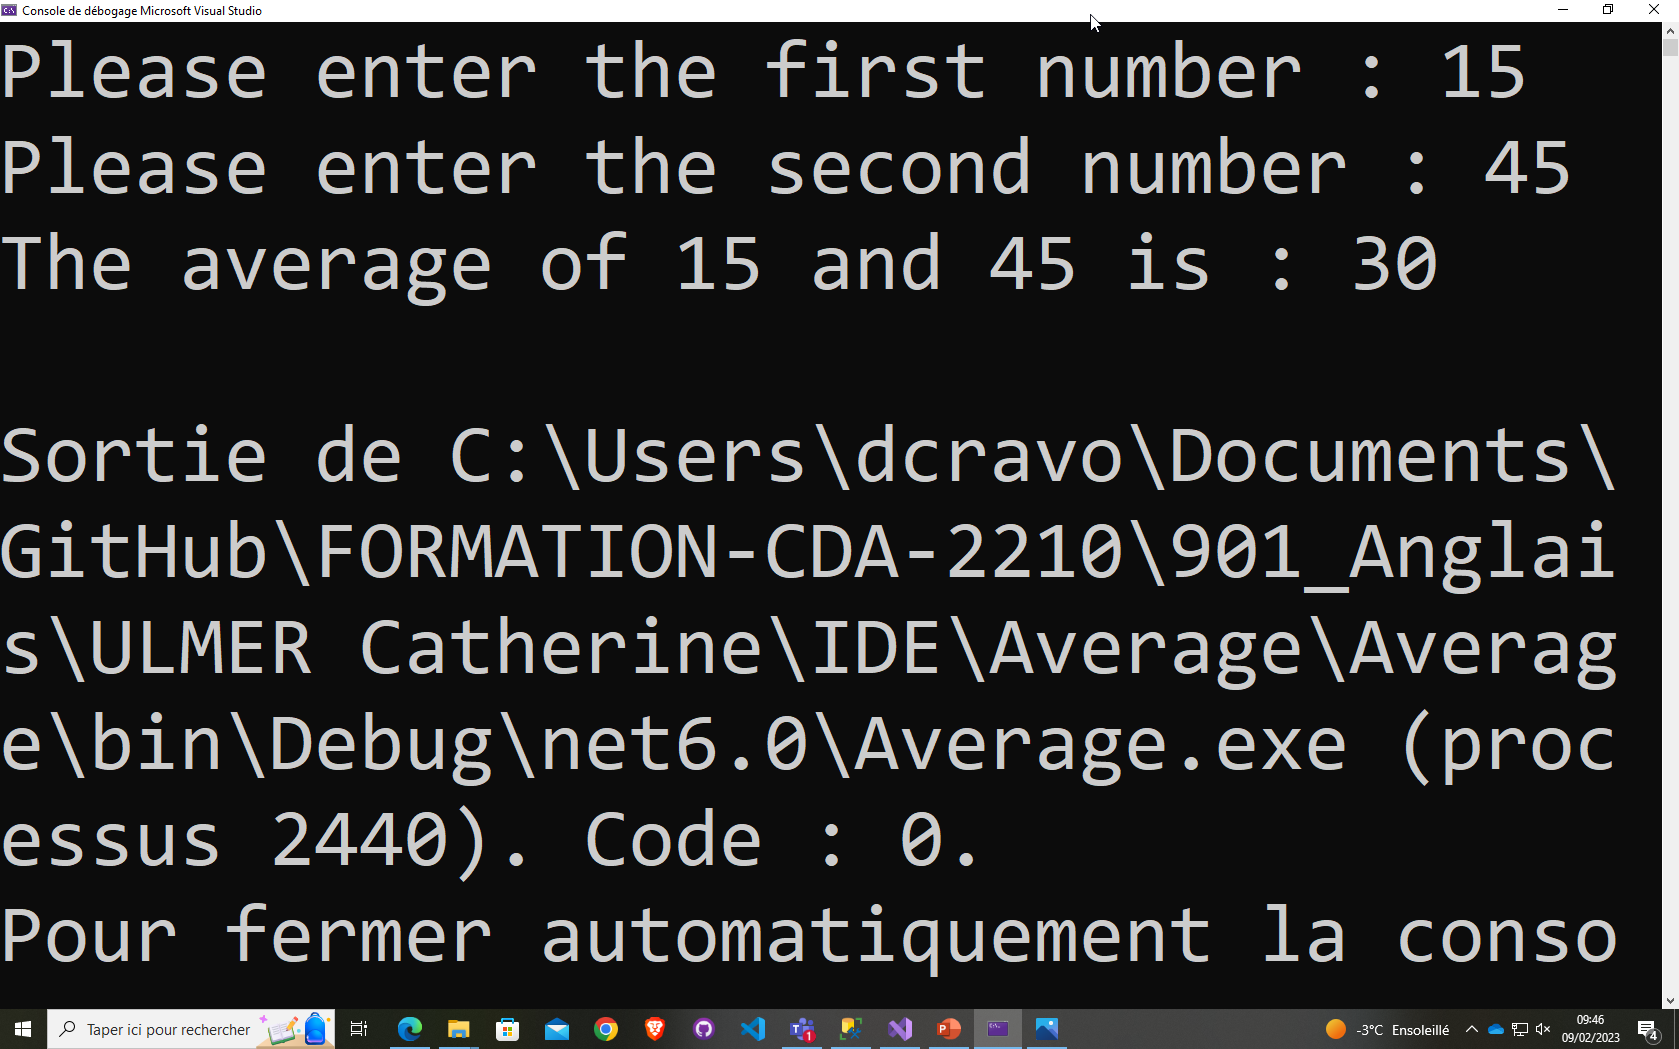 Console de débogage Microsoft Visual Studio
Please enter the first number : 15
Please enter the second number : 45
The average of 15 and 45 is : 30
Sortie de C:\Users\dcravo\Documents\
GitHub\FORMATION-CDA-2210\901_Anglai
s\ULMER Catherine\IDE\Average\Averag
e\bin\Debug\net6.0\Average.exe (proc
essus 2440). Code : 0.
Pour fermer automatiquement la conso
Taper ici pour rechercher
1
-3°C Ensoleillé
09:46
09/02/2023
4